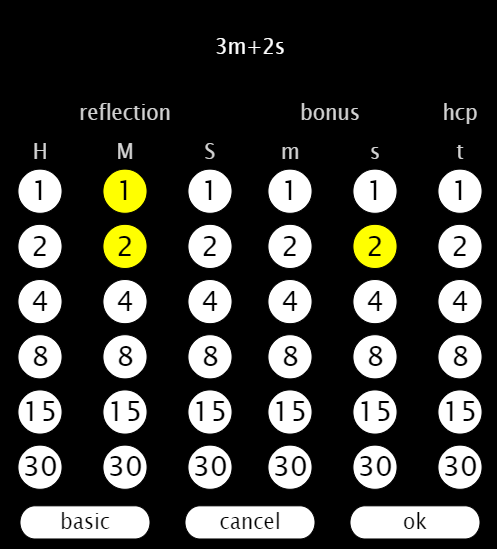 3m+2s
reflection bonus hcp
H M S m s t
1 1 1 1 1 1
2 2 2 2 2 2
4 4 4 4 4 4
8 8 8 8 8 8
15 15 15 15 15 15
30 30 30 30 30 30
basic cancel ok